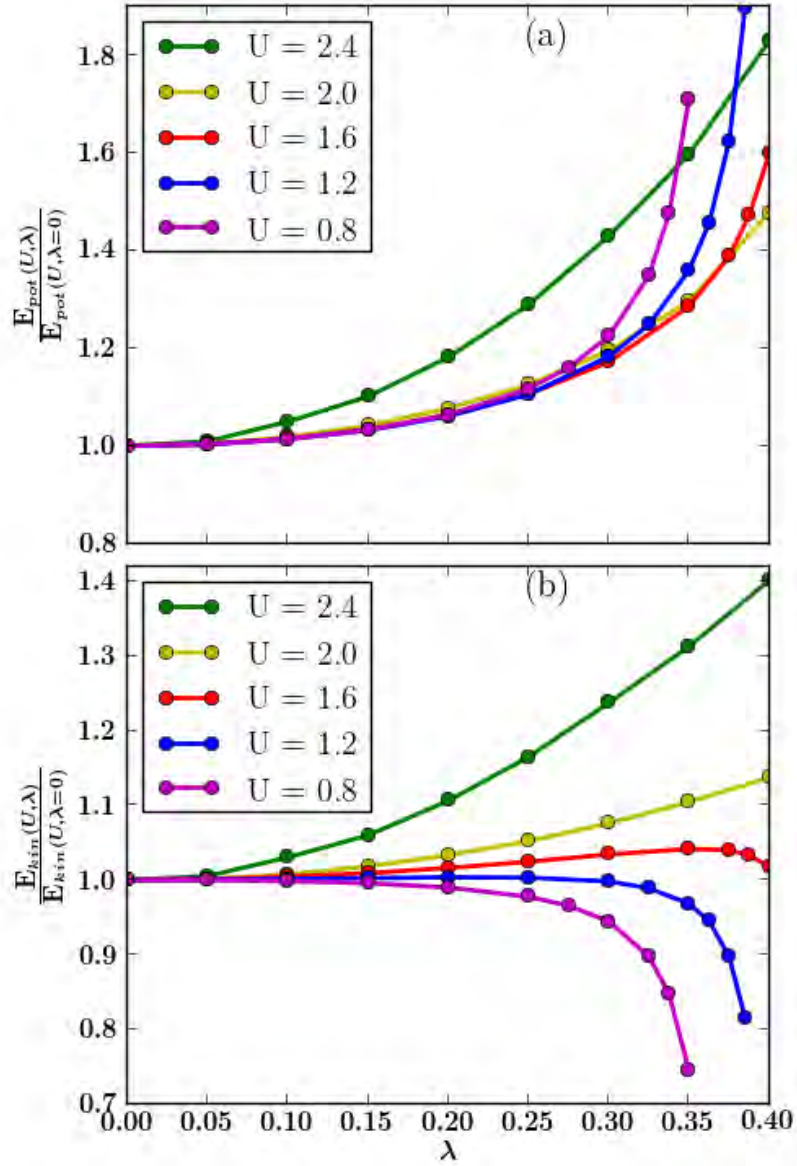 (a)
U = 2.4
U = 2.0
U = 1.6
U = 1.2
U = 0.8
1.8
1.6
1.4
1.2
1.0
0.8
E_pot(U,λ)
E_pot(U,λ=0)
(b)
U = 2.4
U = 2.0
U = 1.6
U = 1.2
U = 0.8
1.4
1.3
1.2
1.1
1.0
0.9
0.8
0.7
E_kin(U,λ)
E_kin(U,λ=0)
0.00 0.05 0.10 0.15 0.20 0.25 0.30 0.35 0.40
λ